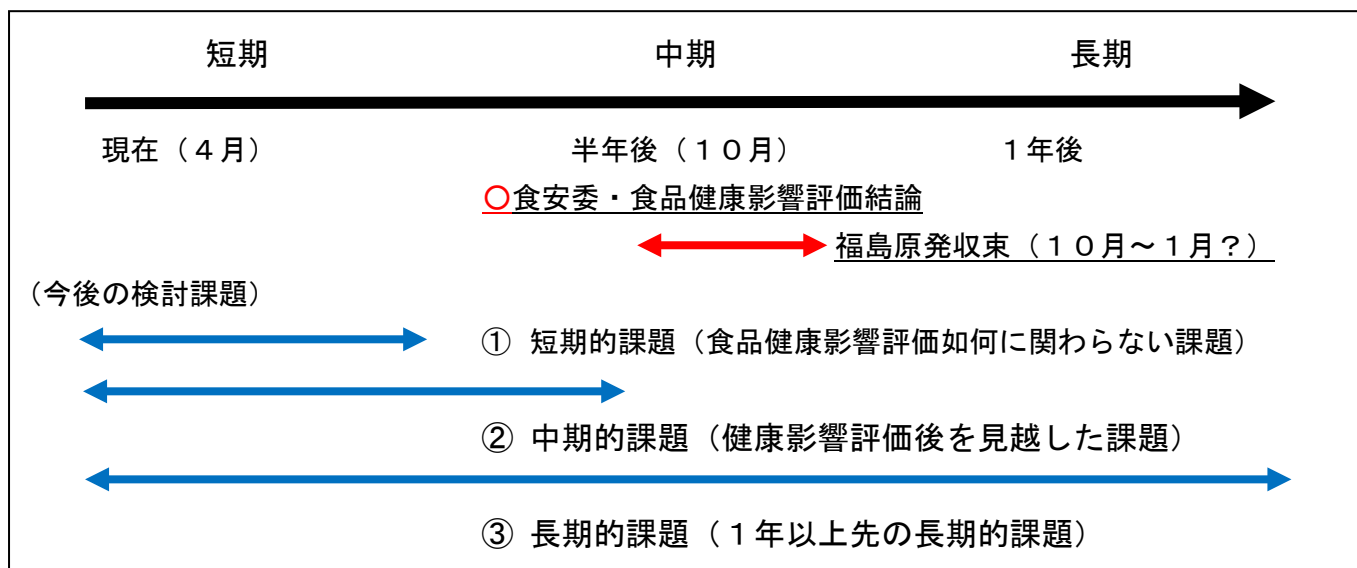 短期 中期 長期
現在（４月） 半年後（１０月） １年後
〇食安委・食品健康影響評価結論
福島原発収束（１０月～１月？）
（今後の検討課題）
① 短期的課題（食品健康影響評価如何に関わらない課題）
② 中期的課題（健康影響評価後を見越した課題）
③ 長期的課題（１年以上先の長期的課題）